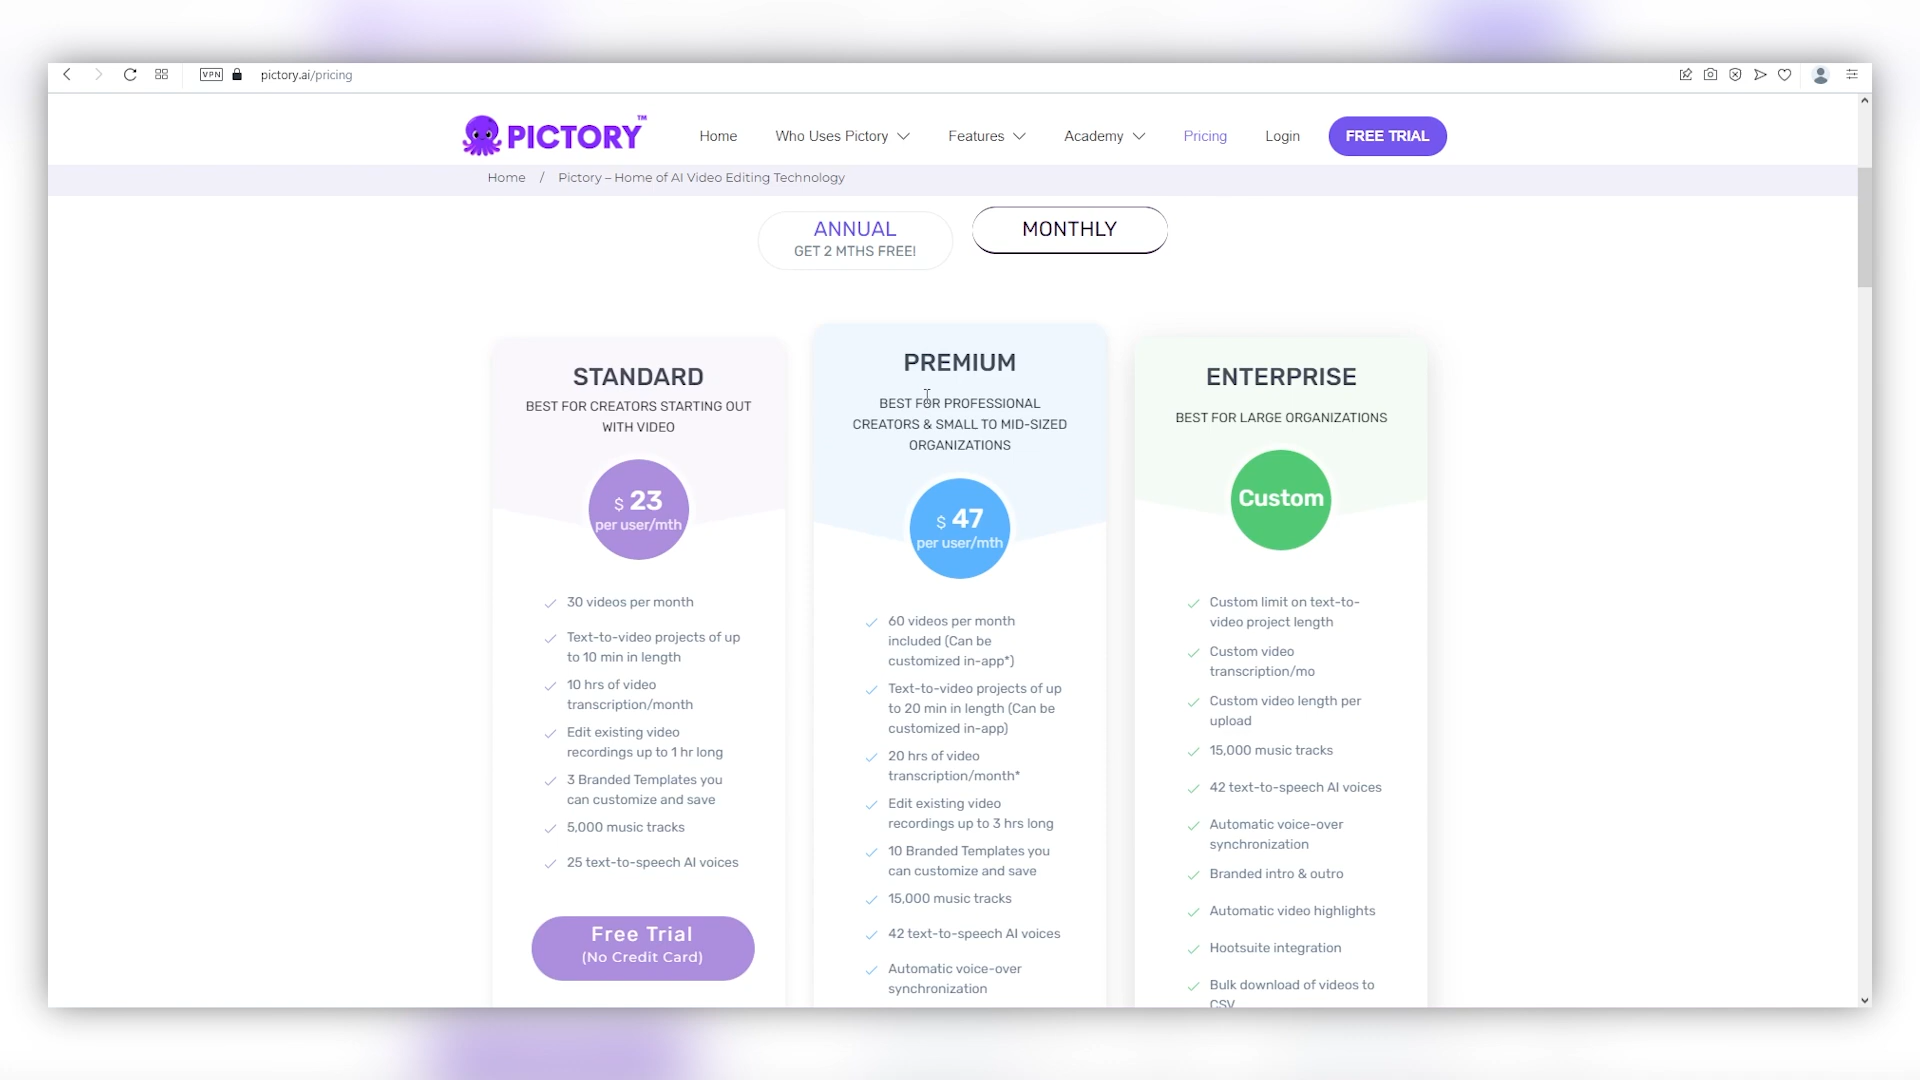 VPN
pictory.ai/pricing
PICTORY™
Home
Who Uses Pictory
Features
Academy
Pricing
Login
FREE TRIAL
Home / Pictory – Home of AI Video Editing Technology
ANNUAL
GET 2 MTHS FREE!
MONTHLY
STANDARD
BEST FOR CREATORS STARTING OUT
WITH VIDEO
$ 23
per user/mth
30 videos per month
Text-to-video projects of up
to 10 min in length
10 hrs of video
transcription/month
Edit existing video
recordings up to 1 hr long
3 Branded Templates you
can customize and save
5,000 music tracks
25 text-to-speech AI voices
Free Trial
(No Credit Card)
PREMIUM
BEST FOR PROFESSIONAL
CREATORS & SMALL TO MID-SIZED
ORGANIZATIONS
$ 47
per user/mth
60 videos per month
included (Can be
customized in-app*)
Text-to-video projects of up
to 20 min in length (Can be
customized in-app)
20 hrs of video
transcription/month*
Edit existing video
recordings up to 3 hrs long
10 Branded Templates you
can customize and save
15,000 music tracks
42 text-to-speech AI voices
Automatic voice-over
synchronization
ENTERPRISE
BEST FOR LARGE ORGANIZATIONS
Custom
Custom limit on text-to-
video project length
Custom video
transcription/mo
Custom video length per
upload
15,000 music tracks
42 text-to-speech AI voices
Automatic voice-over
synchronization
Branded intro & outro
Automatic video highlights
Hootsuite integration
Bulk download of videos to
CSV